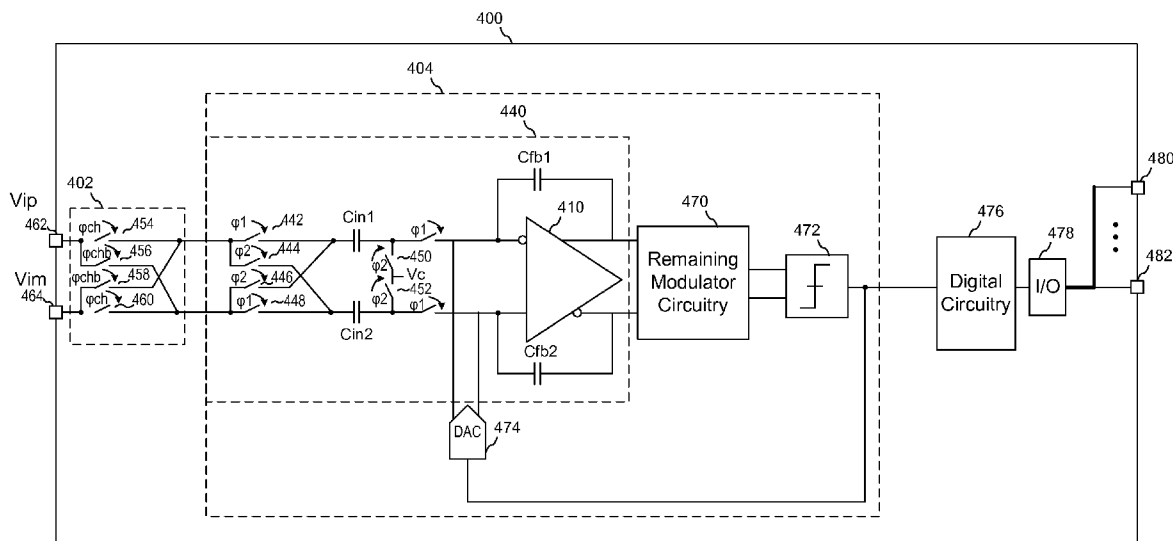 400
404
440
480
Cfb1
402
Vip
410
470
φch
454
φ1
442
Cin1
φ1
476
462
φchb
456
φ2
444
450
472
478
φchb
458
φ2
446
φ2
Vc
Remaining
Modulator
Circuitry
Digital
Circuitry
I/O
482
Vim
φch
460
φ1
448
φ2
452
φ1
464
Cin2
Cfb2
DAC
474